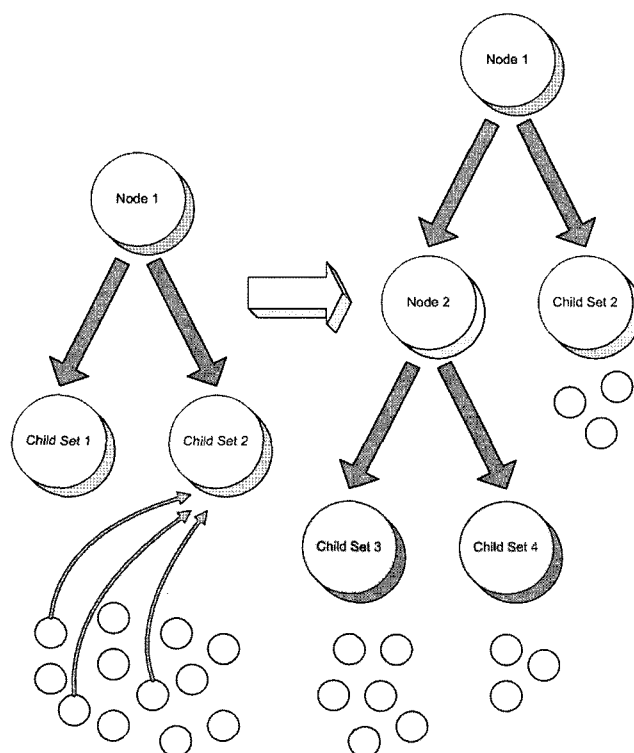 Node 1
Node 1
Node 2
Child Set 2
Child Set 1
Child Set 2
Child Set 3
Child Set 4